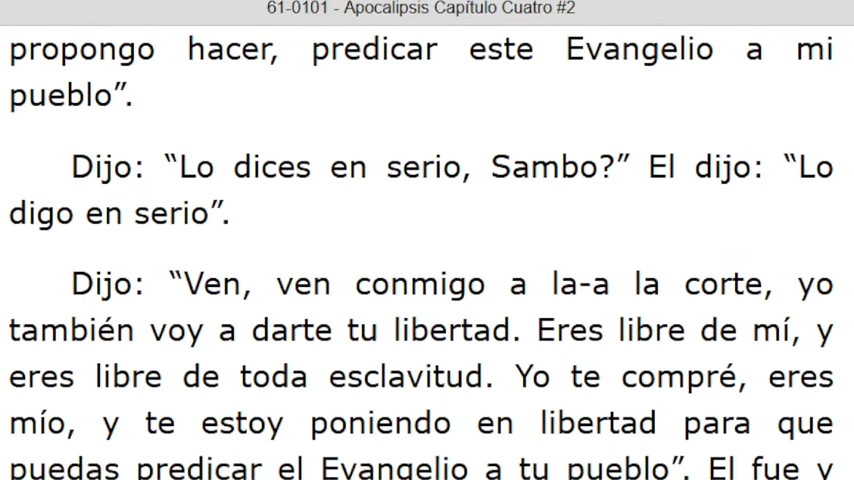 61-0101 - Apocalipsis Capítulo Cuatro #2
propongo hacer, predicar este Evangelio a mi
pueblo”.
Dijo: “Lo dices en serio, Sambo?” El dijo: “Lo
digo en serio”.
Dijo: “Ven, ven conmigo a la-a la corte, yo
también voy a darte tu libertad. Eres libre de mí, y
eres libre de toda esclavitud. Yo te compré, eres
mío, y te estoy poniendo en libertad para que
puedas predicar el Evangelio a tu pueblo”. El fue y